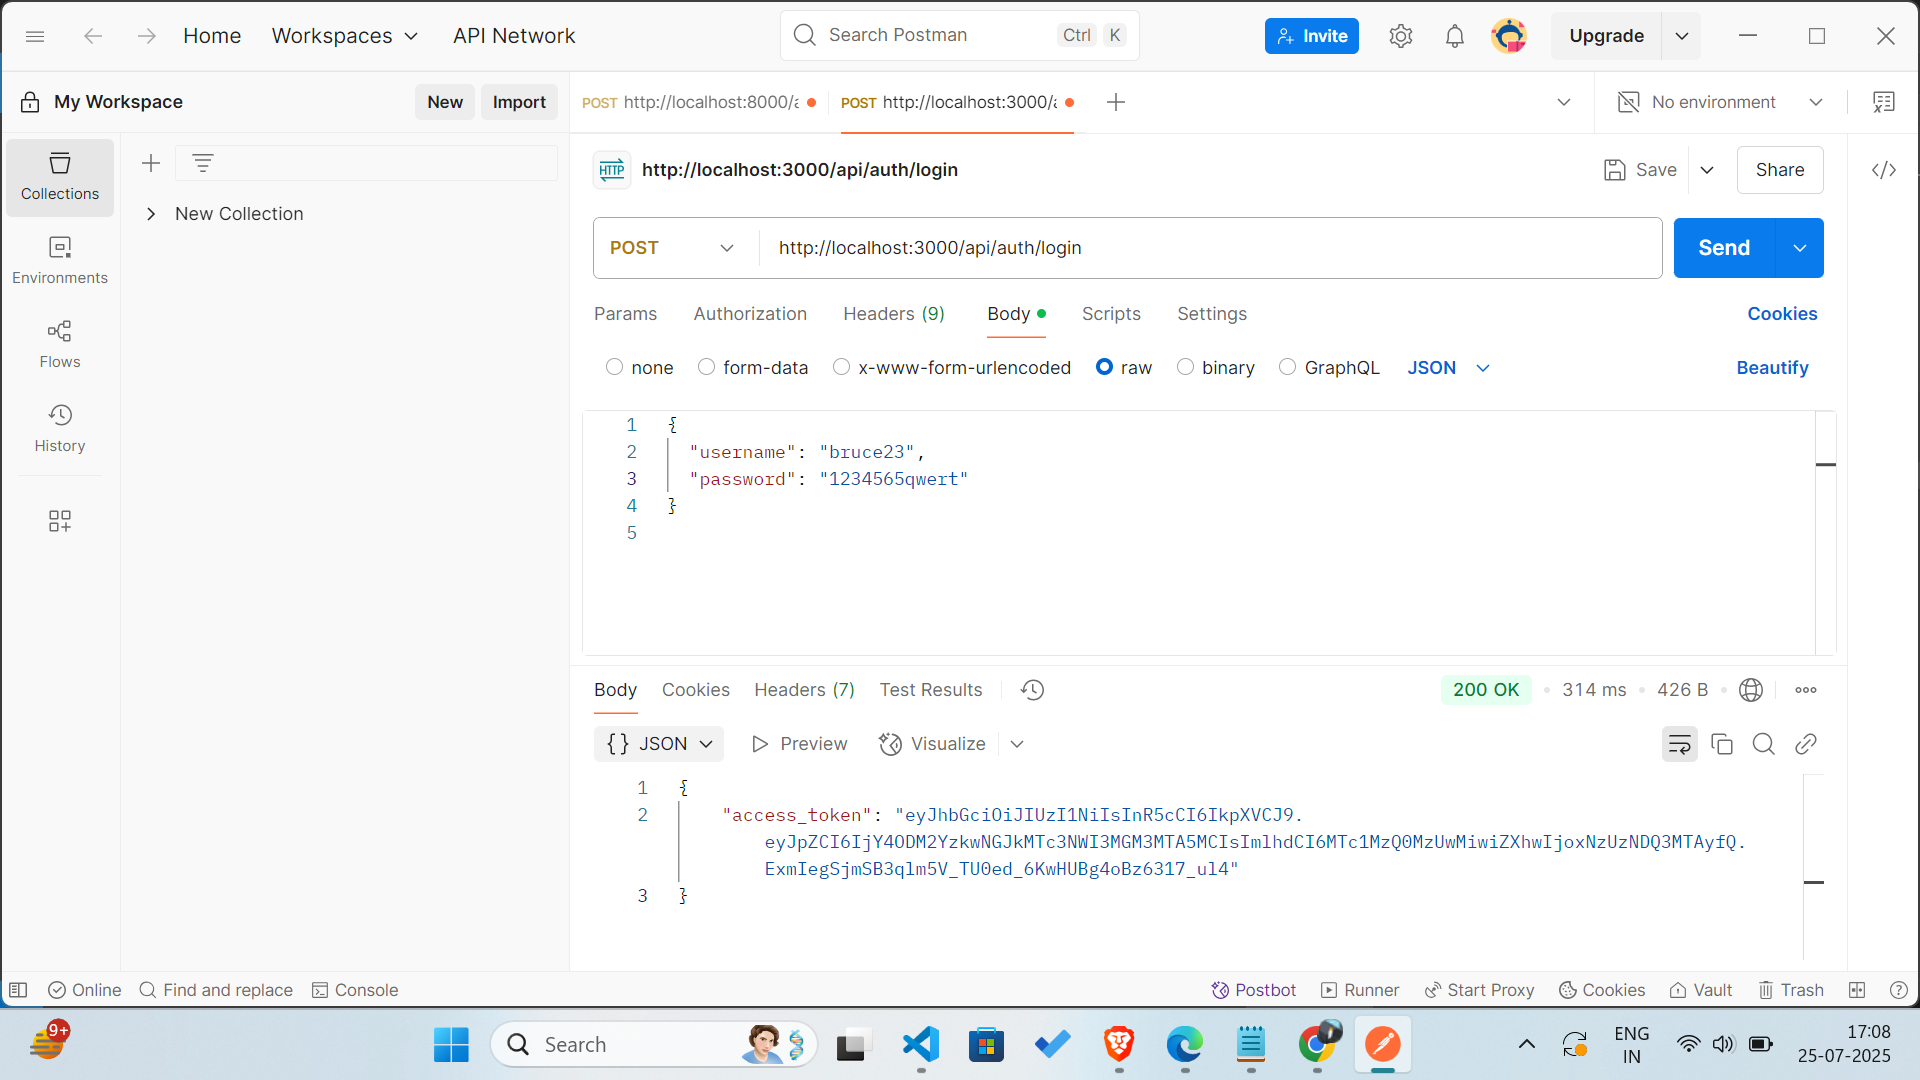 Home
Workspaces
API Network
Search Postman
Ctrl
K
Invite
Upgrade
My Workspace
New
Import
POST http://localhost:8000/a
POST http://localhost:3000/a
No environment
Collections
Environments
Flows
History
New Collection
HTTP
http://localhost:3000/api/auth/login
Save
Share
POST
http://localhost:3000/api/auth/login
Send
Params
Authorization
Headers (9)
Body
Scripts
Settings
Cookies
none
form-data
x-www-form-urlencoded
raw
binary
GraphQL
JSON
Beautify
1 {
2 "username": "bruce23",
3 "password": "1234565qwert"
4 }
5
Body
Cookies
Headers (7)
Test Results
200 OK
314 ms
426 B
{} JSON
Preview
Visualize
1 {
2 "access_token": "eyJhbGciOiJIUzI1NiIsInR5cCI6IkpXVCJ9.
eyJpZCI6IjY4ODM2YzkwNGJkMTc3NWI3MGM3MTA5MCIsImlhdCI6MTc1MzQ0MzUwMiwiZXhwIjoxNzUzNDQ3MTAyfQ.
ExmIegSjmSB3qlm5V_TU0ed_6KwHUBg4oBz6317_ul4"
3 }
Online
Find and replace
Console
Postbot
Runner
Start Proxy
Cookies
Vault
Trash
9+
Search
ENG
IN
17:08
25-07-2025